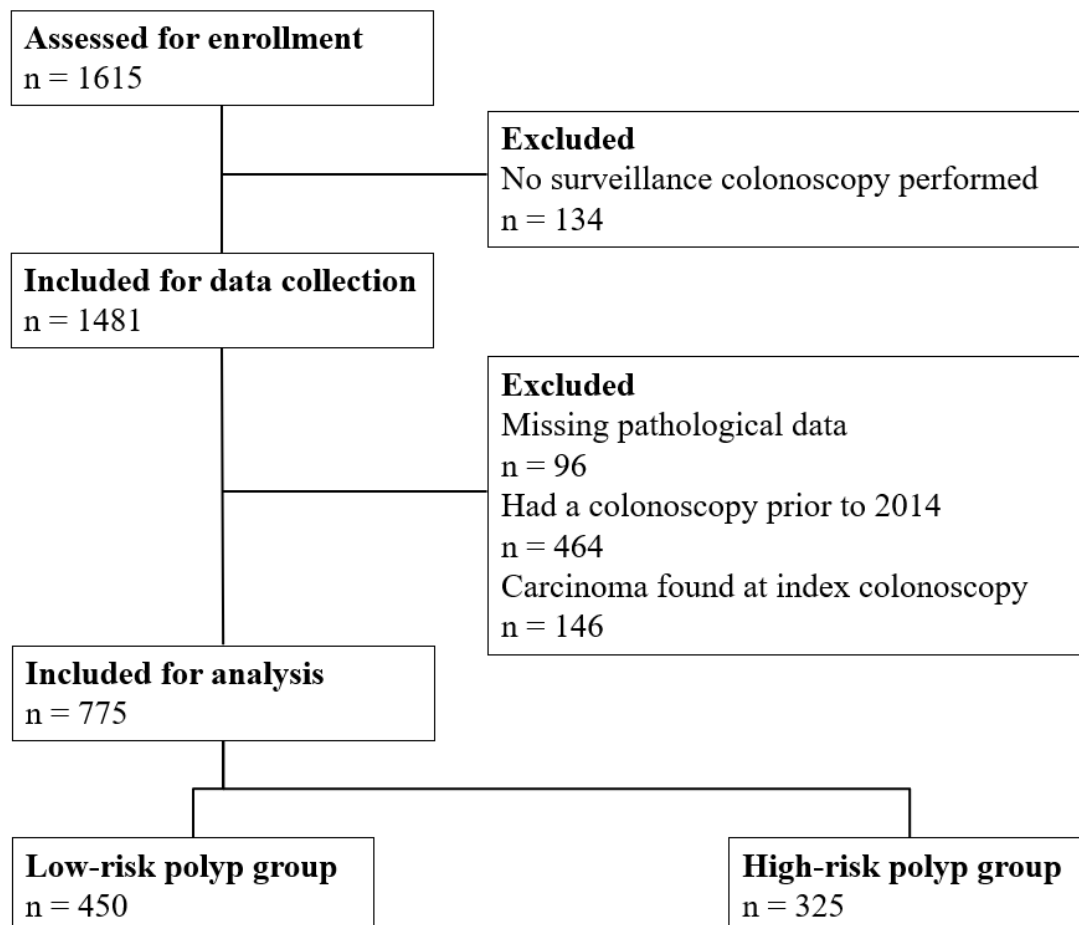 Assessed for enrollment
n = 1615
Excluded
No surveillance colonoscopy performed
n = 134
Included for data collection
n = 1481
Excluded
Missing pathological data
n = 96
Had a colonoscopy prior to 2014
n = 464
Carcinoma found at index colonoscopy
n = 146
Included for analysis
n = 775
Low-risk polyp group
n = 450
High-risk polyp group
n = 325